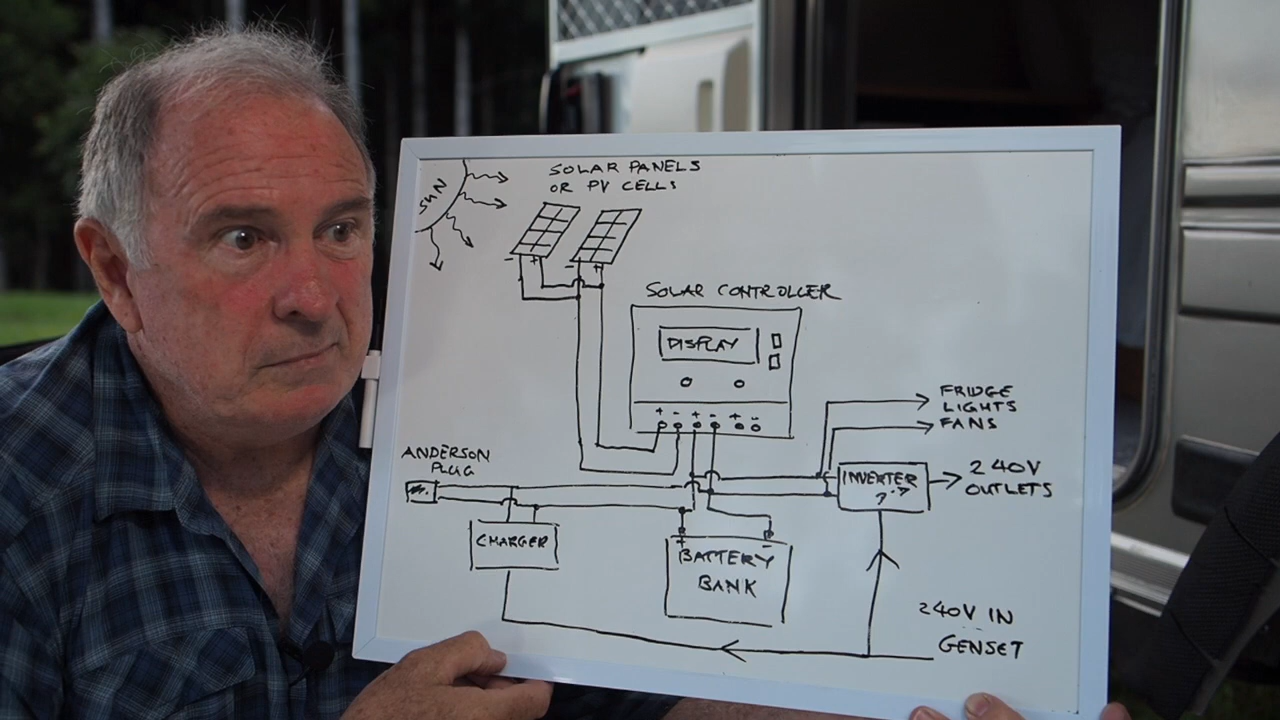 SUN
SOLAR PANELS
OR PV CELLS
- +
- +
SOLAR CONTROLLER
DISPLAY
+ - + - + -
FRIDGE
LIGHTS
FANS
ANDERSON
PLUG
INVERTER
240V
OUTLETS
CHARGER
+ -
BATTERY
BANK
240V IN
GENSET